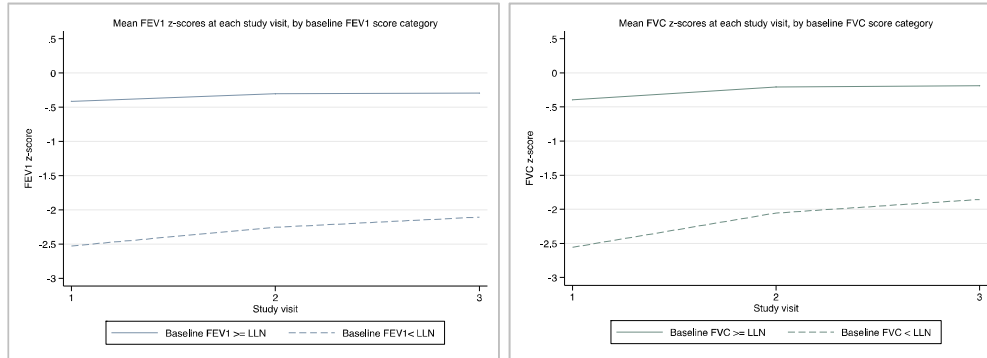 Mean FEV1 z-scores at each study visit, by baseline FEV1 score category
.5
0
-.5
-1
-1.5
-2
-2.5
-3
FEV1 z-score
1
2
3
Study visit
Baseline FEV1 >= LLN
Baseline FEV1< LLN
Mean FVC z-scores at each study visit, by baseline FVC score category
.5
0
-.5
-1
-1.5
-2
-2.5
-3
FVC z-score
1
2
3
Study visit
Baseline FVC >= LLN
Baseline FVC < LLN